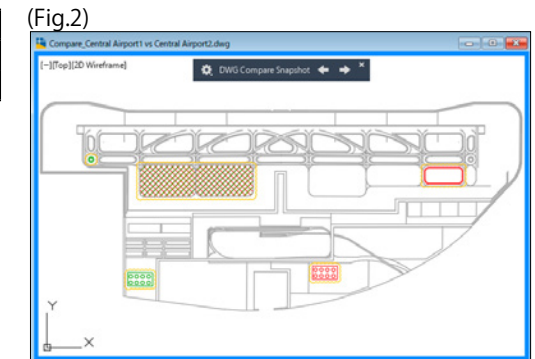 (Fig.2)
Compare_Central Airport1 vs Central Airport2.dwg
[−][Top][2D Wireframe]
DWG Compare Snapshot
Y
X